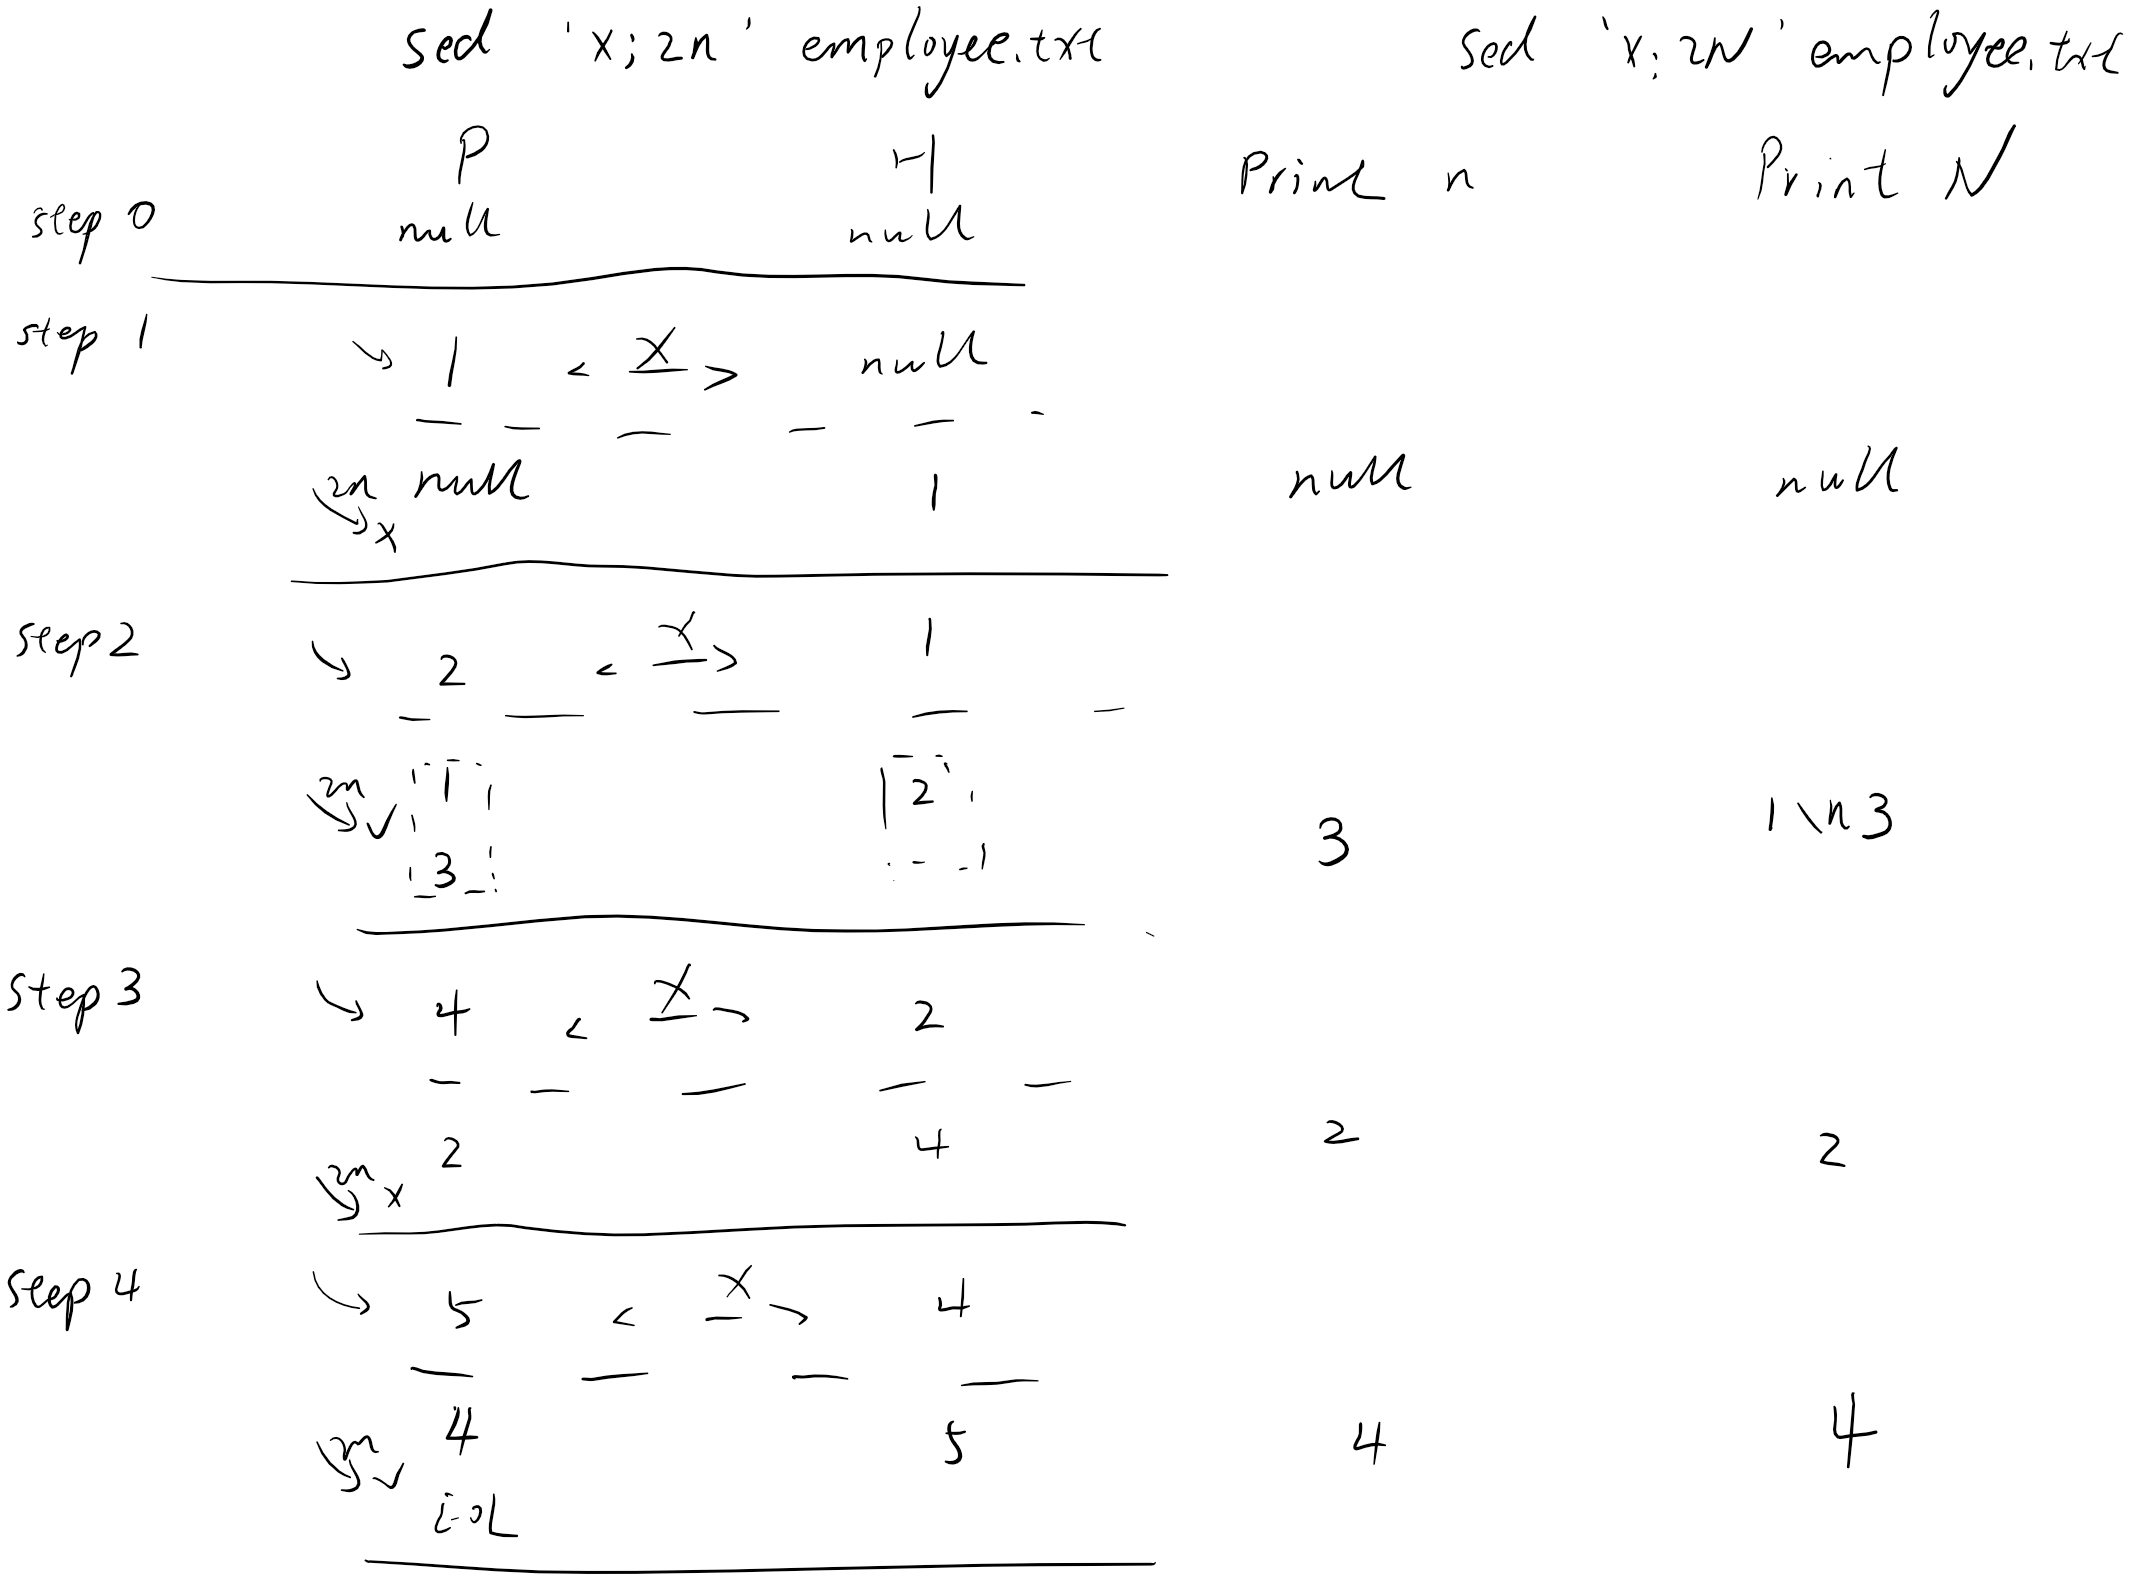 sed 'x; 2n' employee.txt sed 'x; 2N' employee.txt
P H Print n Print N
step 0 null null
step 1 1 < x > null
2n x null 1 null null
step 2 2 < x > 1
2n ✓ 1 2 3 1\n3
3
step 3 4 < x > 2
2n x 2 4 2 2
step 4 5 < x > 4
2n ✓ 4 5 4 4